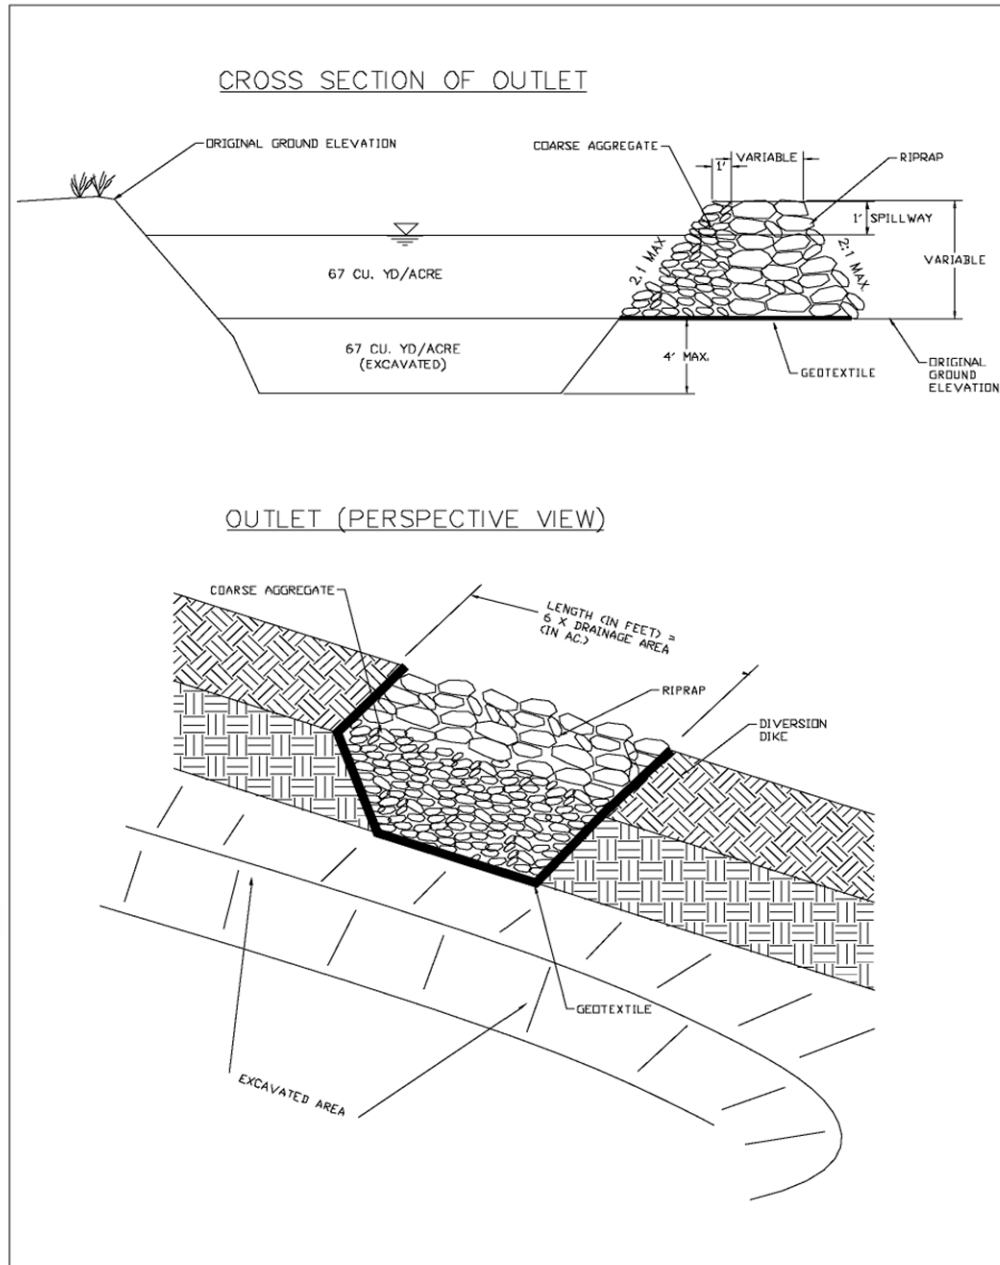 CROSS SECTION OF OUTLET
ORIGINAL GROUND ELEVATION
COARSE AGGREGATE
1'
VARIABLE
RIPRAP
1' SPILLWAY
2:1 MAX
2:1 MAX.
VARIABLE
67 CU. YD/ACRE
67 CU. YD/ACRE
(EXCAVATED)
4' MAX.
GEOTEXTILE
ORIGINAL
GROUND
ELEVATION
OUTLET (PERSPECTIVE VIEW)
COARSE AGGREGATE
LENGTH (IN FEET) =
6 X DRAINAGE AREA
(IN AC.)
RIPRAP
DIVERSION
DIKE
GEOTEXTILE
EXCAVATED AREA